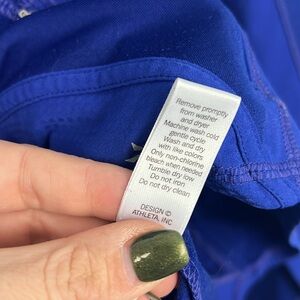 Remove promptly
from washer
and dryer
Machine wash cold
gentle cycle
Wash and dry
with like colors
Only non-chlorine
bleach when needed
Tumble dry low
Do not iron
Do not dry clean
DESIGN ©
ATHLETA, INC